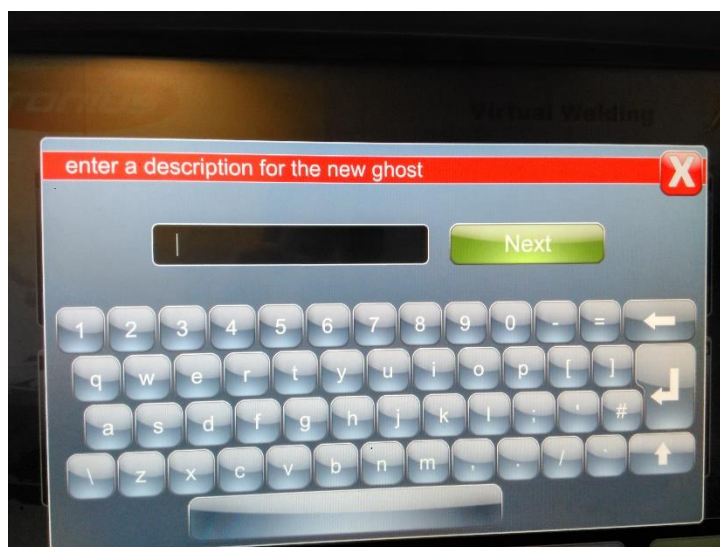 Virtual Welding
enter a description for the new ghost
X
Next
1 2 3 4 5 6 7 8 9 0 - =
q w e r t y u i o p [ ]
a s d f g h j k l ; ' #
\ z x c v b n m , . / `